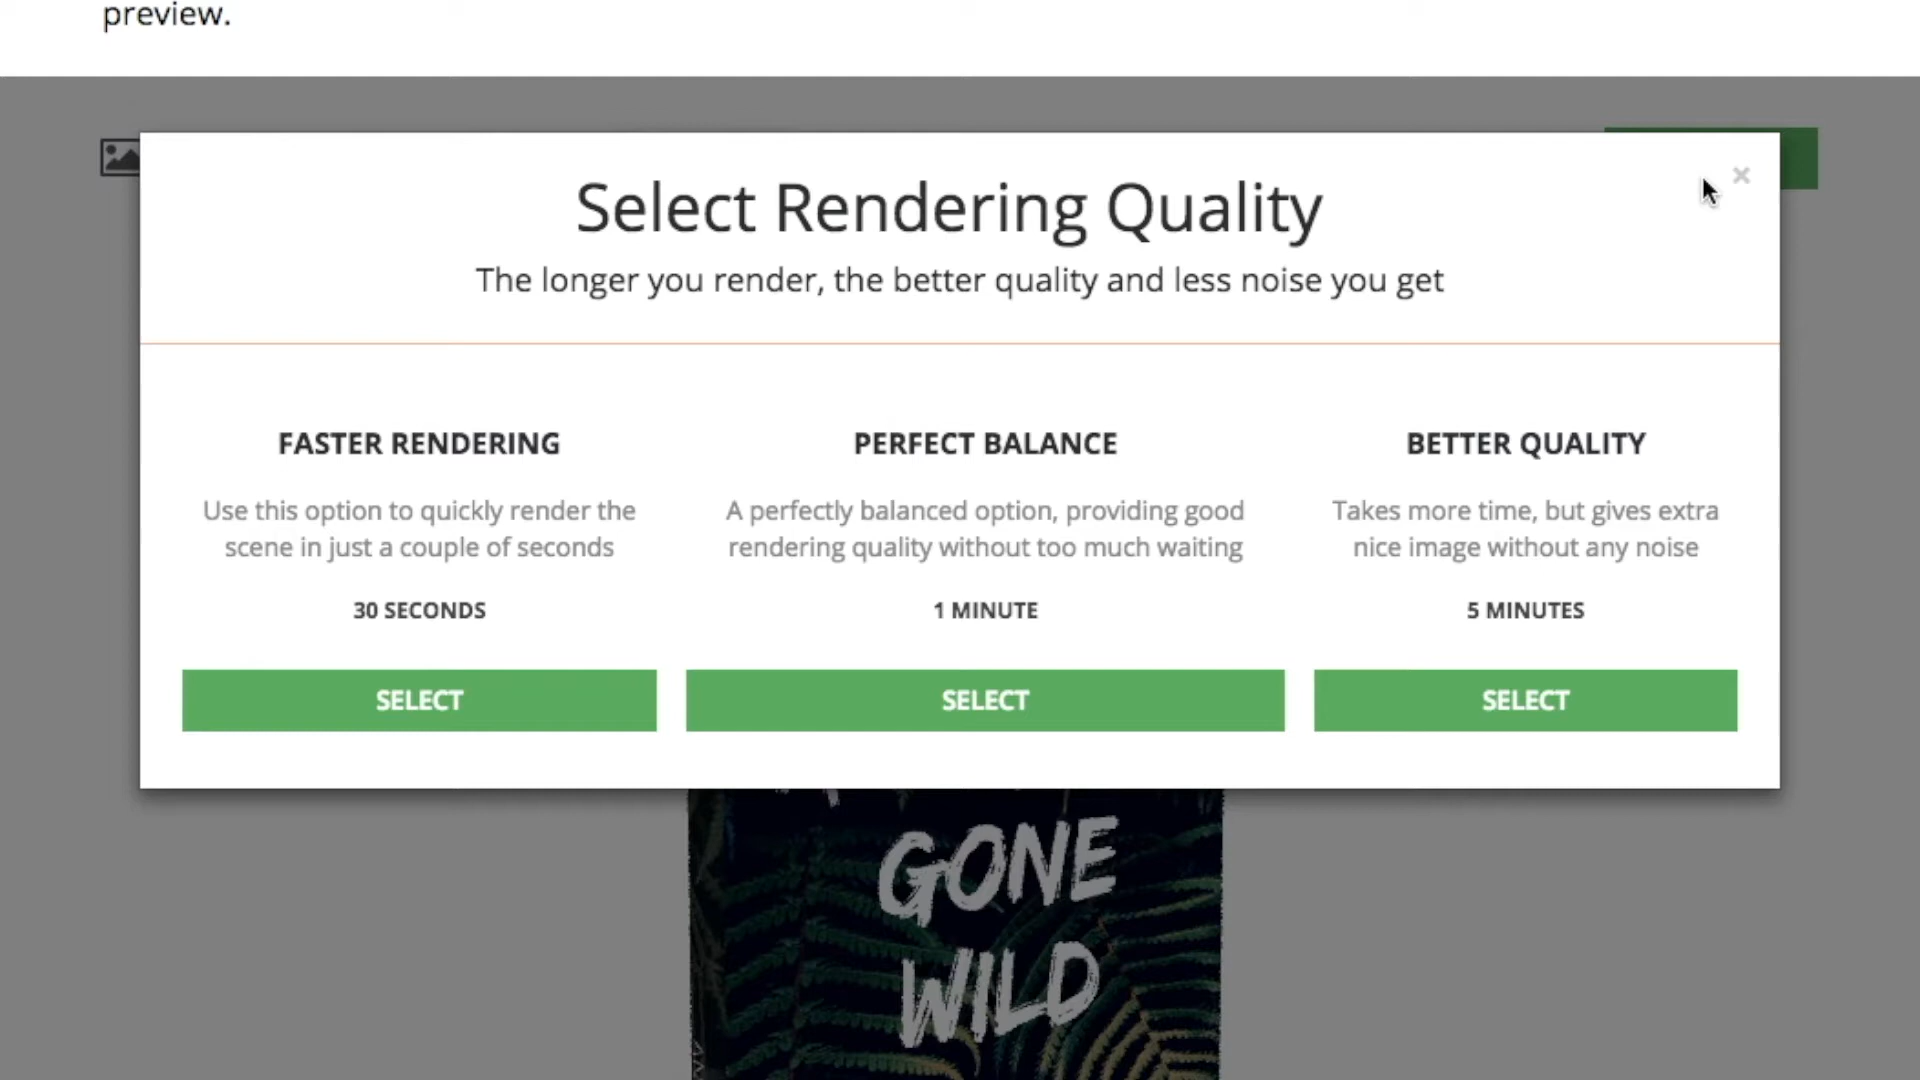 preview.
Select Rendering Quality
The longer you render, the better quality and less noise you get
FASTER RENDERING
Use this option to quickly render the
scene in just a couple of seconds
30 SECONDS
SELECT
PERFECT BALANCE
A perfectly balanced option, providing good
rendering quality without too much waiting
1 MINUTE
SELECT
BETTER QUALITY
Takes more time, but gives extra
nice image without any noise
5 MINUTES
SELECT
GONE
WILD